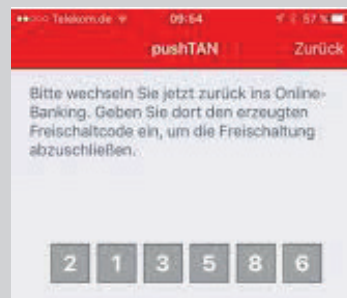 Telekom.de 09:54 57 %
pushTAN Zurück
Bitte wechseln Sie jetzt zurück ins Online-
Banking. Geben Sie dort den erzeugten
Freischaltcode ein, um die Freischaltung
abzuschließen.
2 1 3 5 8 6